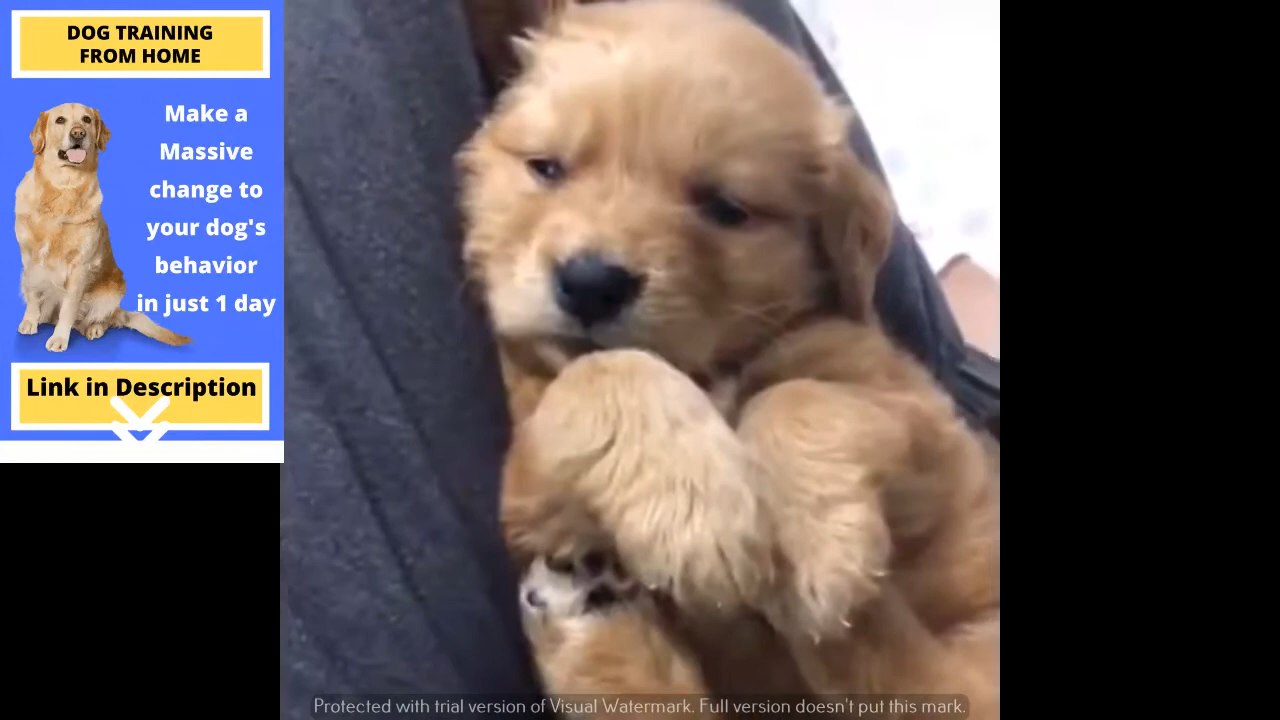 DOG TRAINING
FROM HOME
Make a
Massive
change to
your dog's
behavior
in just 1 day
Link in Description
Protected with trial version of Visual Watermark. Full version doesn't put this mark.